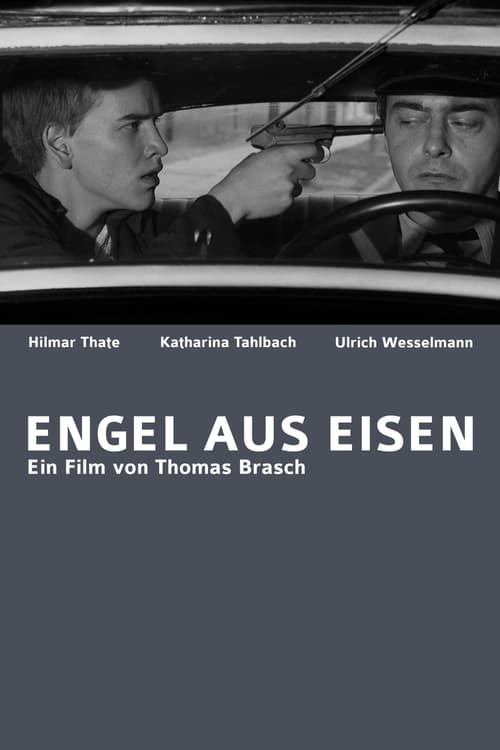 Hilmar Thate Katharina Tahlbach Ulrich Wesselmann
ENGEL AUS EISEN
Ein Film von Thomas Brasch